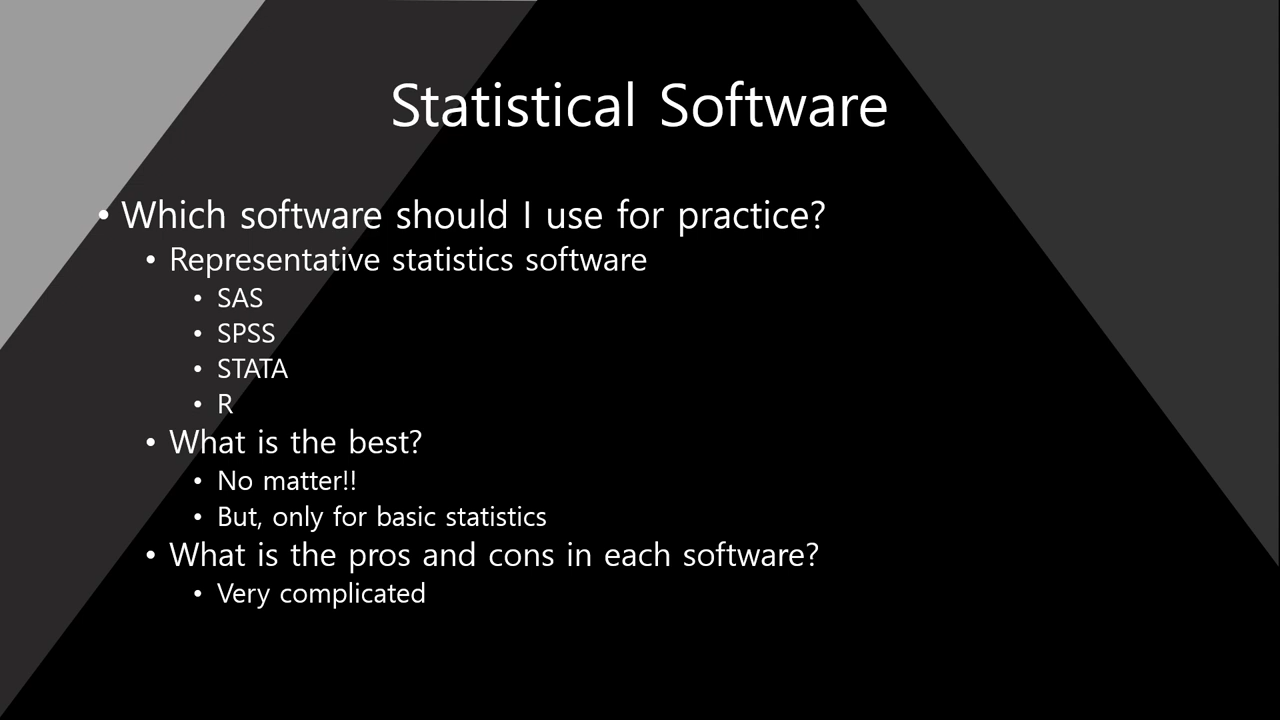 Statistical Software
• Which software should I use for practice?
• Representative statistics software
• SAS
• SPSS
• STATA
• R
• What is the best?
• No matter!!
• But, only for basic statistics
• What is the pros and cons in each software?
• Very complicated